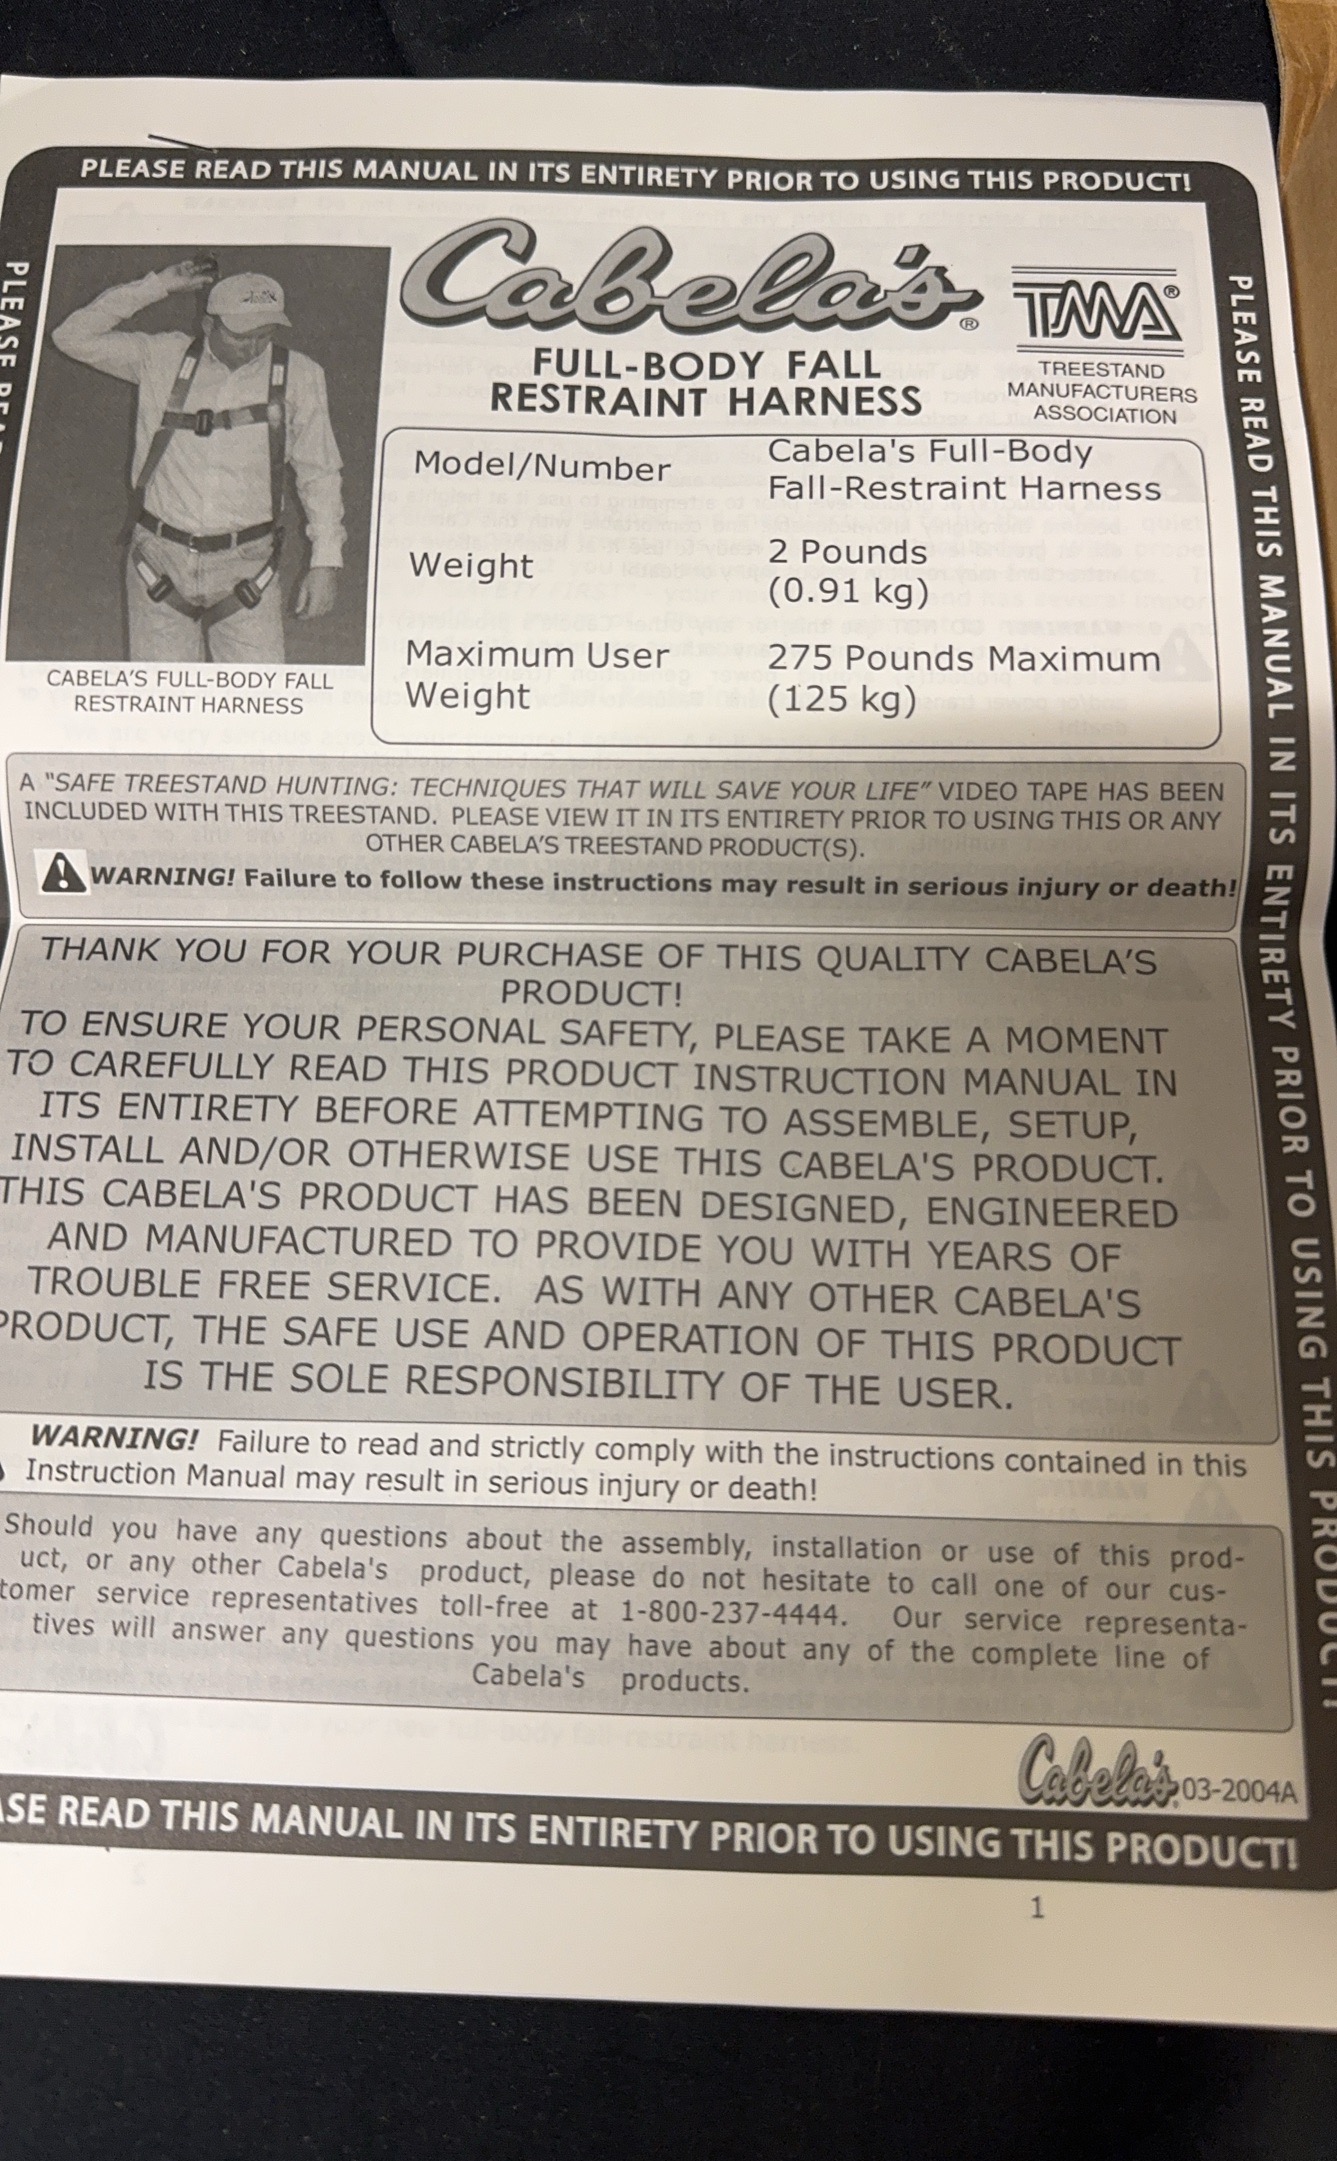 PLEASE READ THIS MANUAL IN ITS ENTIRETY PRIOR TO USING THIS PRODUCT!
Cabela's®
FULL-BODY FALL
RESTRAINT HARNESS
TMA®
TREESTAND
MANUFACTURERS
ASSOCIATION
CABELA'S FULL-BODY FALL
RESTRAINT HARNESS
Model/Number Cabela's Full-Body
Fall-Restraint Harness
Weight 2 Pounds
(0.91 kg)
Maximum User 275 Pounds Maximum
Weight (125 kg)
A "SAFE TREESTAND HUNTING: TECHNIQUES THAT WILL SAVE YOUR LIFE" VIDEO TAPE HAS BEEN
INCLUDED WITH THIS TREESTAND. PLEASE VIEW IT IN ITS ENTIRETY PRIOR TO USING THIS OR ANY
OTHER CABELA'S TREESTAND PRODUCT(S).
WARNING! Failure to follow these instructions may result in serious injury or death!
THANK YOU FOR YOUR PURCHASE OF THIS QUALITY CABELA'S
PRODUCT!
TO ENSURE YOUR PERSONAL SAFETY, PLEASE TAKE A MOMENT
TO CAREFULLY READ THIS PRODUCT INSTRUCTION MANUAL IN
ITS ENTIRETY BEFORE ATTEMPTING TO ASSEMBLE, SETUP,
INSTALL AND/OR OTHERWISE USE THIS CABELA'S PRODUCT.
THIS CABELA'S PRODUCT HAS BEEN DESIGNED, ENGINEERED
AND MANUFACTURED TO PROVIDE YOU WITH YEARS OF
TROUBLE FREE SERVICE. AS WITH ANY OTHER CABELA'S
PRODUCT, THE SAFE USE AND OPERATION OF THIS PRODUCT
IS THE SOLE RESPONSIBILITY OF THE USER.
WARNING! Failure to read and strictly comply with the instructions contained in this
Instruction Manual may result in serious injury or death!
Should you have any questions about the assembly, installation or use of this prod-
uct, or any other Cabela's product, please do not hesitate to call one of our cus-
tomer service representatives toll-free at 1-800-237-4444. Our service representa-
tives will answer any questions you may have about any of the complete line of
Cabela's products.
Cabela's. 03-2004A
ASE READ THIS MANUAL IN ITS ENTIRETY PRIOR TO USING THIS PRODUCT!
1
PLEASE READ
PLEASE READ THIS MANUAL IN ITS ENTIRETY PRIOR TO USING THIS PRODUCT!